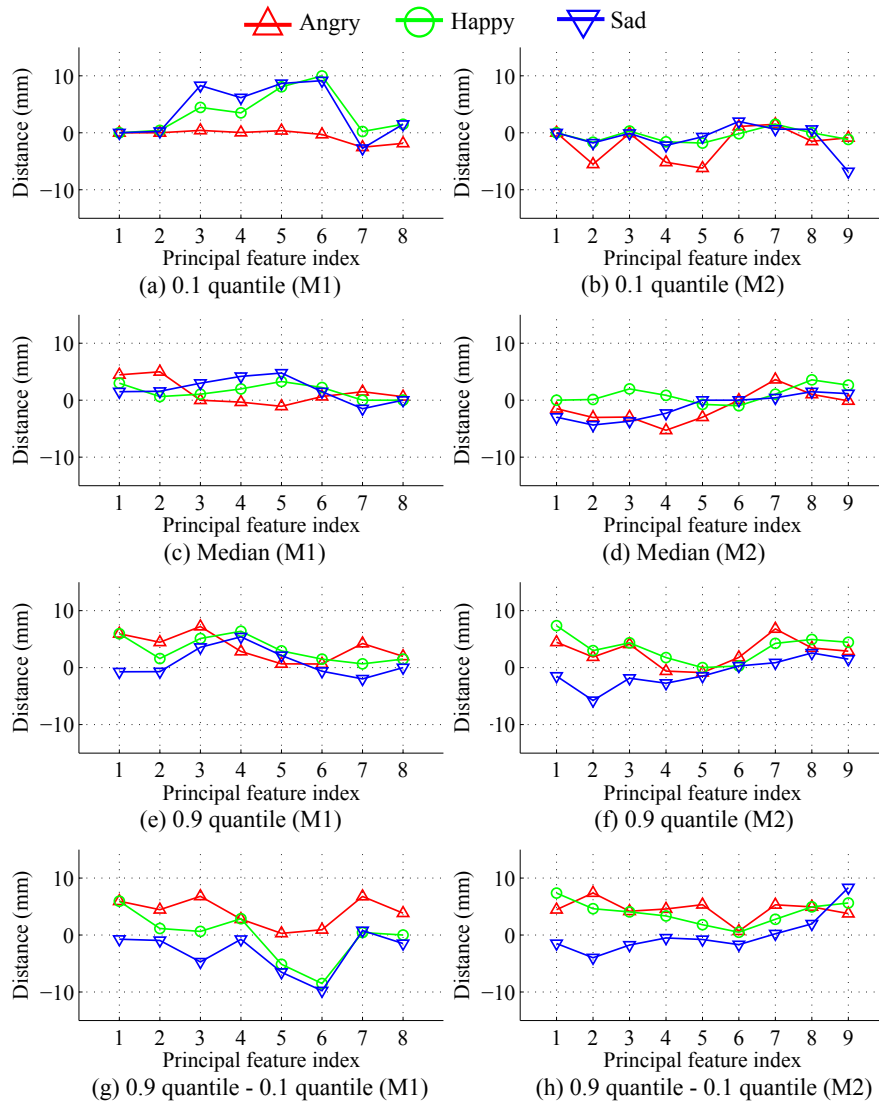 Angry Happy Sad
Distance (mm)
10
0
−10
1 2 3 4 5 6 7 8
Principal feature index
(a) 0.1 quantile (M1)
Distance (mm)
10
0
−10
1 2 3 4 5 6 7 8 9
Principal feature index
(b) 0.1 quantile (M2)
Distance (mm)
10
0
−10
1 2 3 4 5 6 7 8
Principal feature index
(c) Median (M1)
Distance (mm)
10
0
−10
1 2 3 4 5 6 7 8 9
Principal feature index
(d) Median (M2)
Distance (mm)
10
0
−10
1 2 3 4 5 6 7 8
Principal feature index
(e) 0.9 quantile (M1)
Distance (mm)
10
0
−10
1 2 3 4 5 6 7 8 9
Principal feature index
(f) 0.9 quantile (M2)
Distance (mm)
10
0
−10
1 2 3 4 5 6 7 8
Principal feature index
(g) 0.9 quantile - 0.1 quantile (M1)
Distance (mm)
10
0
−10
1 2 3 4 5 6 7 8 9
Principal feature index
(h) 0.9 quantile - 0.1 quantile (M2)